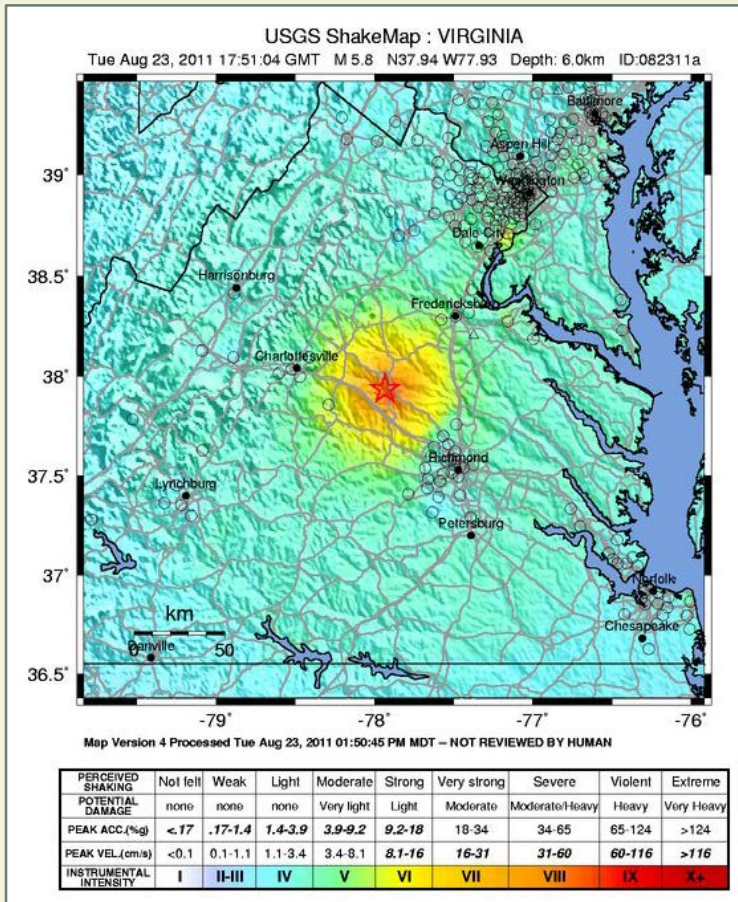 USGS ShakeMap : VIRGINIA
Tue Aug 23, 2011 17:51:04 GMT M 5.8 N37.94 W77.93 Depth: 6.0km ID:082311a
Baltimore
Aspen Hill
39°
Washington
Dale City
38.5°
Harrisonburg
Fredericksburg
Charlottesville
38°
37.5°
Richmond
Lynchburg
Petersburg
37°
Norfolk
km
Chesapeake
0 50
Danville
36.5°
-79° -78° -77° -76°
Map Version 4 Processed Tue Aug 23, 2011 01:50:45 PM MDT -- NOT REVIEWED BY HUMAN
PERCEIVED SHAKING Not felt Weak Light Moderate Strong Very strong Severe Violent Extreme
POTENTIAL DAMAGE none none none Very light Light Moderate Moderate/Heavy Heavy Very Heavy
PEAK ACC.(%g) <.17 .17-1.4 1.4-3.9 3.9-9.2 9.2-18 18-34 34-65 65-124 >124
PEAK VEL.(cm/s) <0.1 0.1-1.1 1.1-3.4 3.4-8.1 8.1-16 16-31 31-60 60-116 >116
INSTRUMENTAL INTENSITY I II-III IV V VI VII VIII IX X+